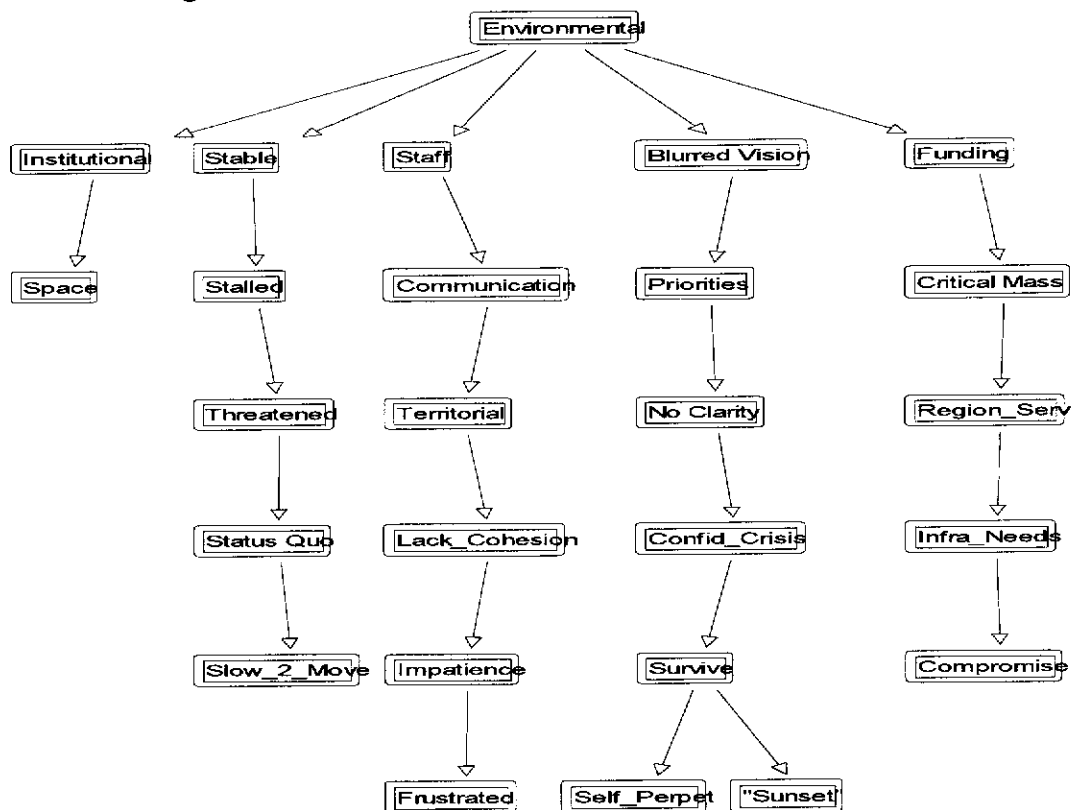 Environmental
Institutional Stable Staff Blurred Vision Funding
Space Stalled Communication Priorities Critical Mass
Threatened Territorial No Clarity Region_Serv
Status Quo Lack_Cohesion Confid_Crisis Infra_Needs
Slow_2_Move Impatience Survive Compromise
Frustrated Self_Perpet "Sunset"